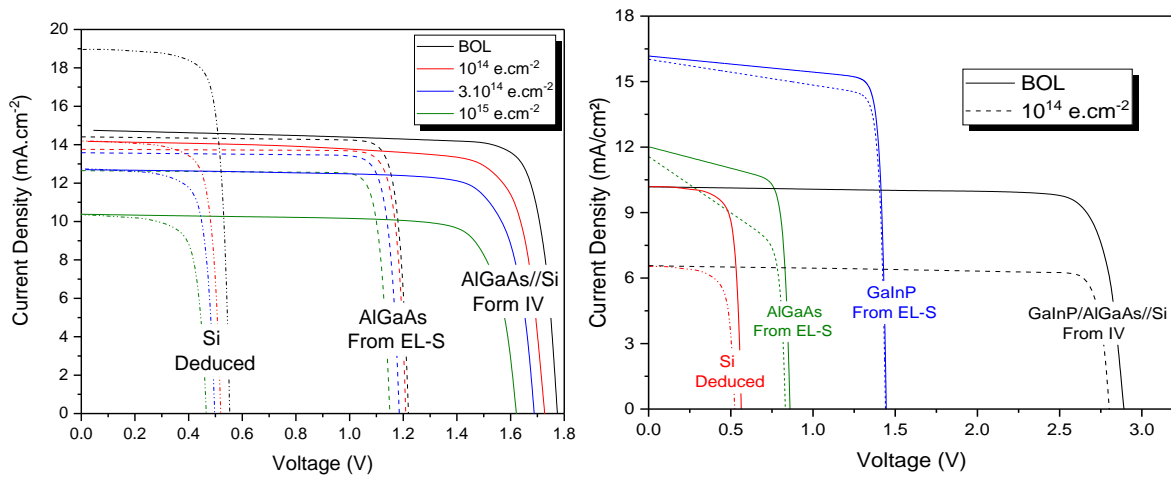 20
18
16
14
12
10
8
6
4
2
0
0.0 0.2 0.4 0.6 0.8 1.0 1.2 1.4 1.6 1.8
Current Density (mA.cm⁻²)
Voltage (V)
BOL
10¹⁴ e.cm⁻²
3.10¹⁴ e.cm⁻²
10¹⁵ e.cm⁻²
Si
Deduced
AlGaAs
From EL-S
AlGaAs//Si
Form IV
18
15
12
9
6
3
0
0.0 0.5 1.0 1.5 2.0 2.5 3.0
Current Density (mA/cm²)
Voltage (V)
BOL
10¹⁴ e.cm⁻²
Si
Deduced
AlGaAs
From EL-S
GaInP
From EL-S
GaInP/AlGaAs//Si
From IV